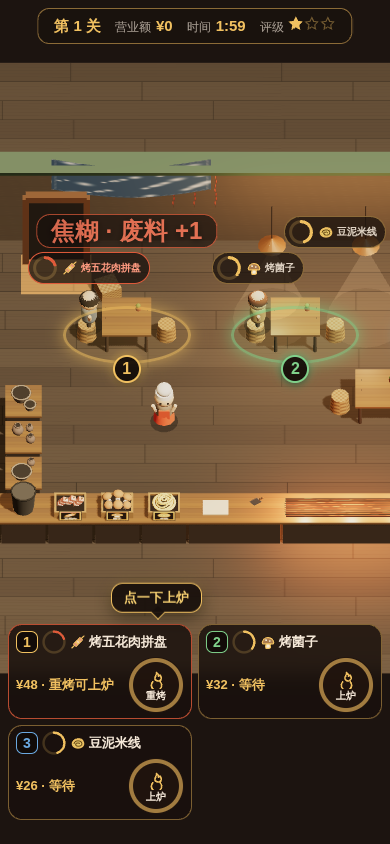 第 1 关 营业额 ¥0 时间 1:59 评级
焦糊 · 废料 +1
豆泥米线
烤五花肉拼盘
烤菌子
1
2
点一下上炉
1 烤五花肉拼盘
¥48 · 重烤可上炉
重烤
2 烤菌子
¥32 · 等待
上炉
3 豆泥米线
¥26 · 等待
上炉